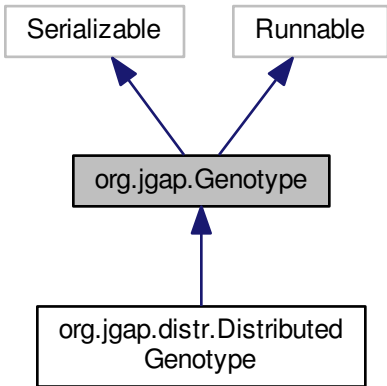 Serializable
Runnable
org.jgap.Genotype
org.jgap.distr.Distributed
Genotype